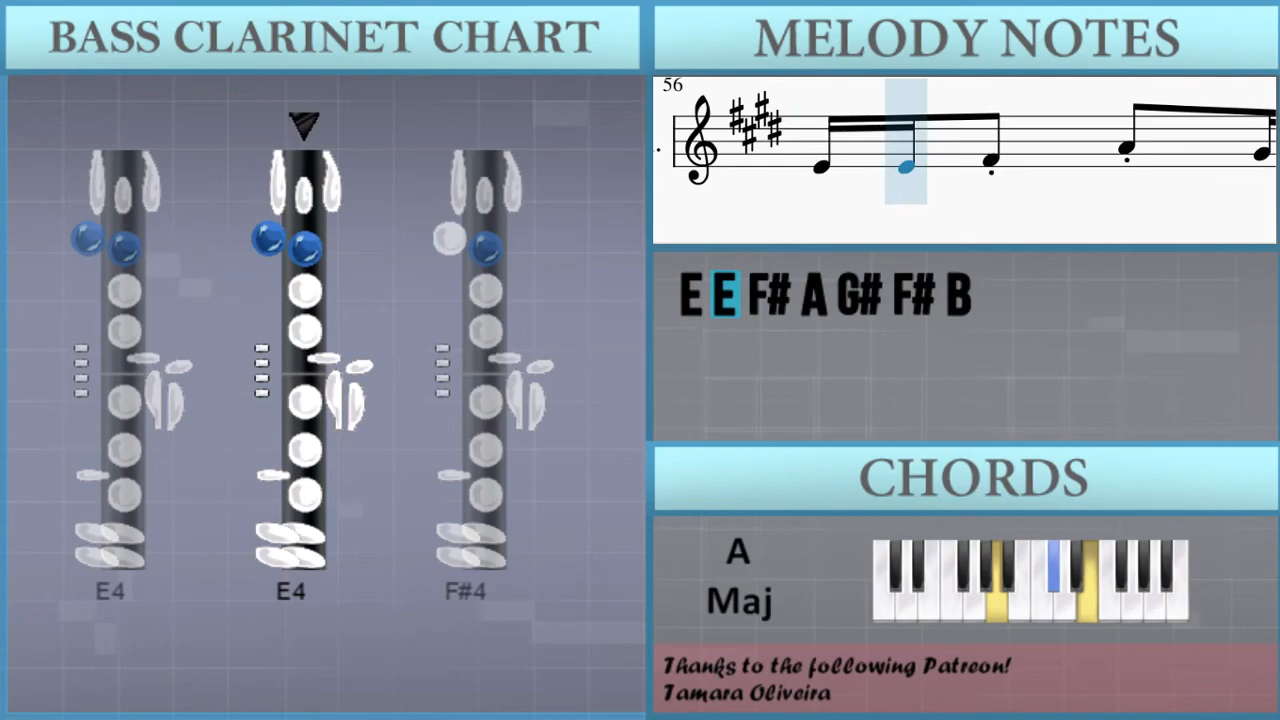 BASS CLARINET CHART
MELODY NOTES
56
E E F# A G# F# B
E4 E4 F#4
CHORDS
A
Maj
Thanks to the following Patreon!
Tamara Oliveira